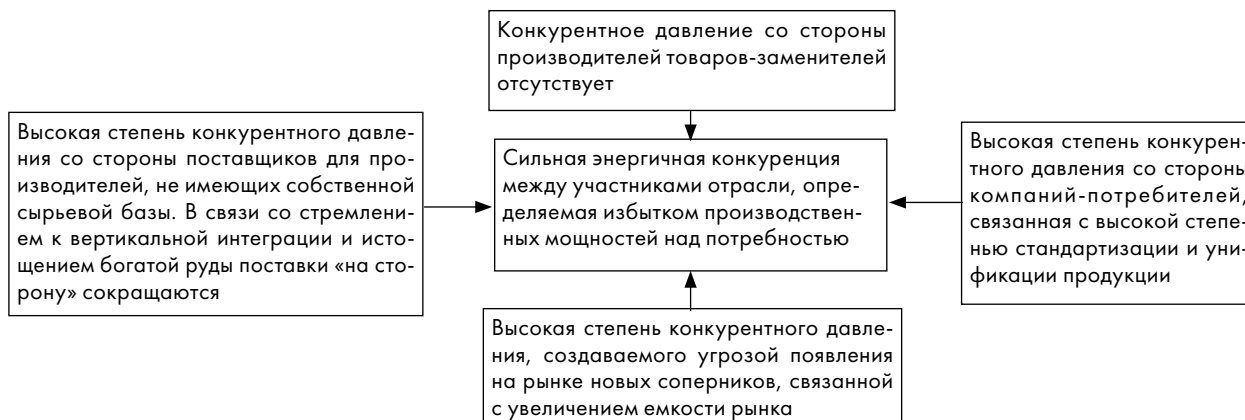 Конкурентное давление со стороны
производителей товаров-заменителей
отсутствует
Высокая степень конкурентного давле-
ния со стороны поставщиков для про-
изводителей, не имеющих собственной
сырьевой базы. В связи со стремлени-
ем к вертикальной интеграции и исто-
щением богатой руды поставки «на сто-
рону» сокращаются
Сильная энергичная конкуренция
между участниками отрасли, опре-
деляемая избытком производствен-
ных мощностей над потребностью
Высокая степень конкурен-
тного давления со стороны
компаний-потребителей,
связанная с высокой степе-
нью стандартизации и уни-
фикации продукции
Высокая степень конкурентного давле-
ния, создаваемого угрозой появления
на рынке новых соперников, связанной
с увеличением емкости рынка